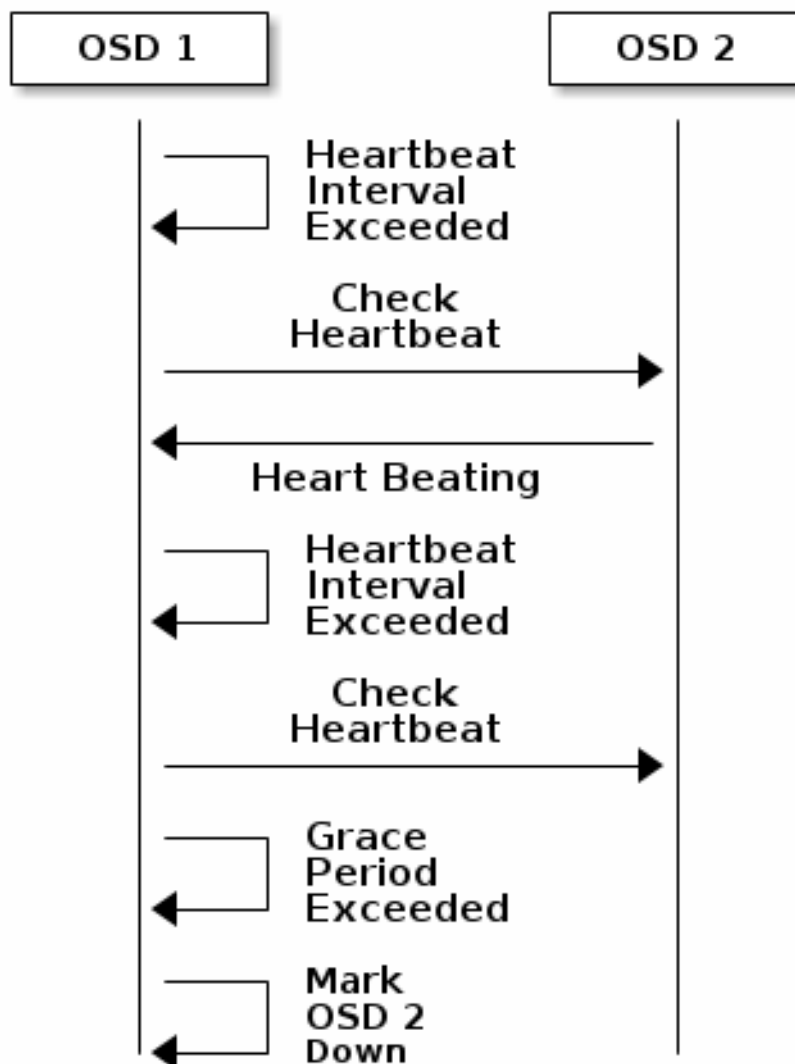 OSD 1
OSD 2
Heartbeat
Interval
Exceeded
Check
Heartbeat
Heart Beating
Heartbeat
Interval
Exceeded
Check
Heartbeat
Grace
Period
Exceeded
Mark
OSD 2
Down